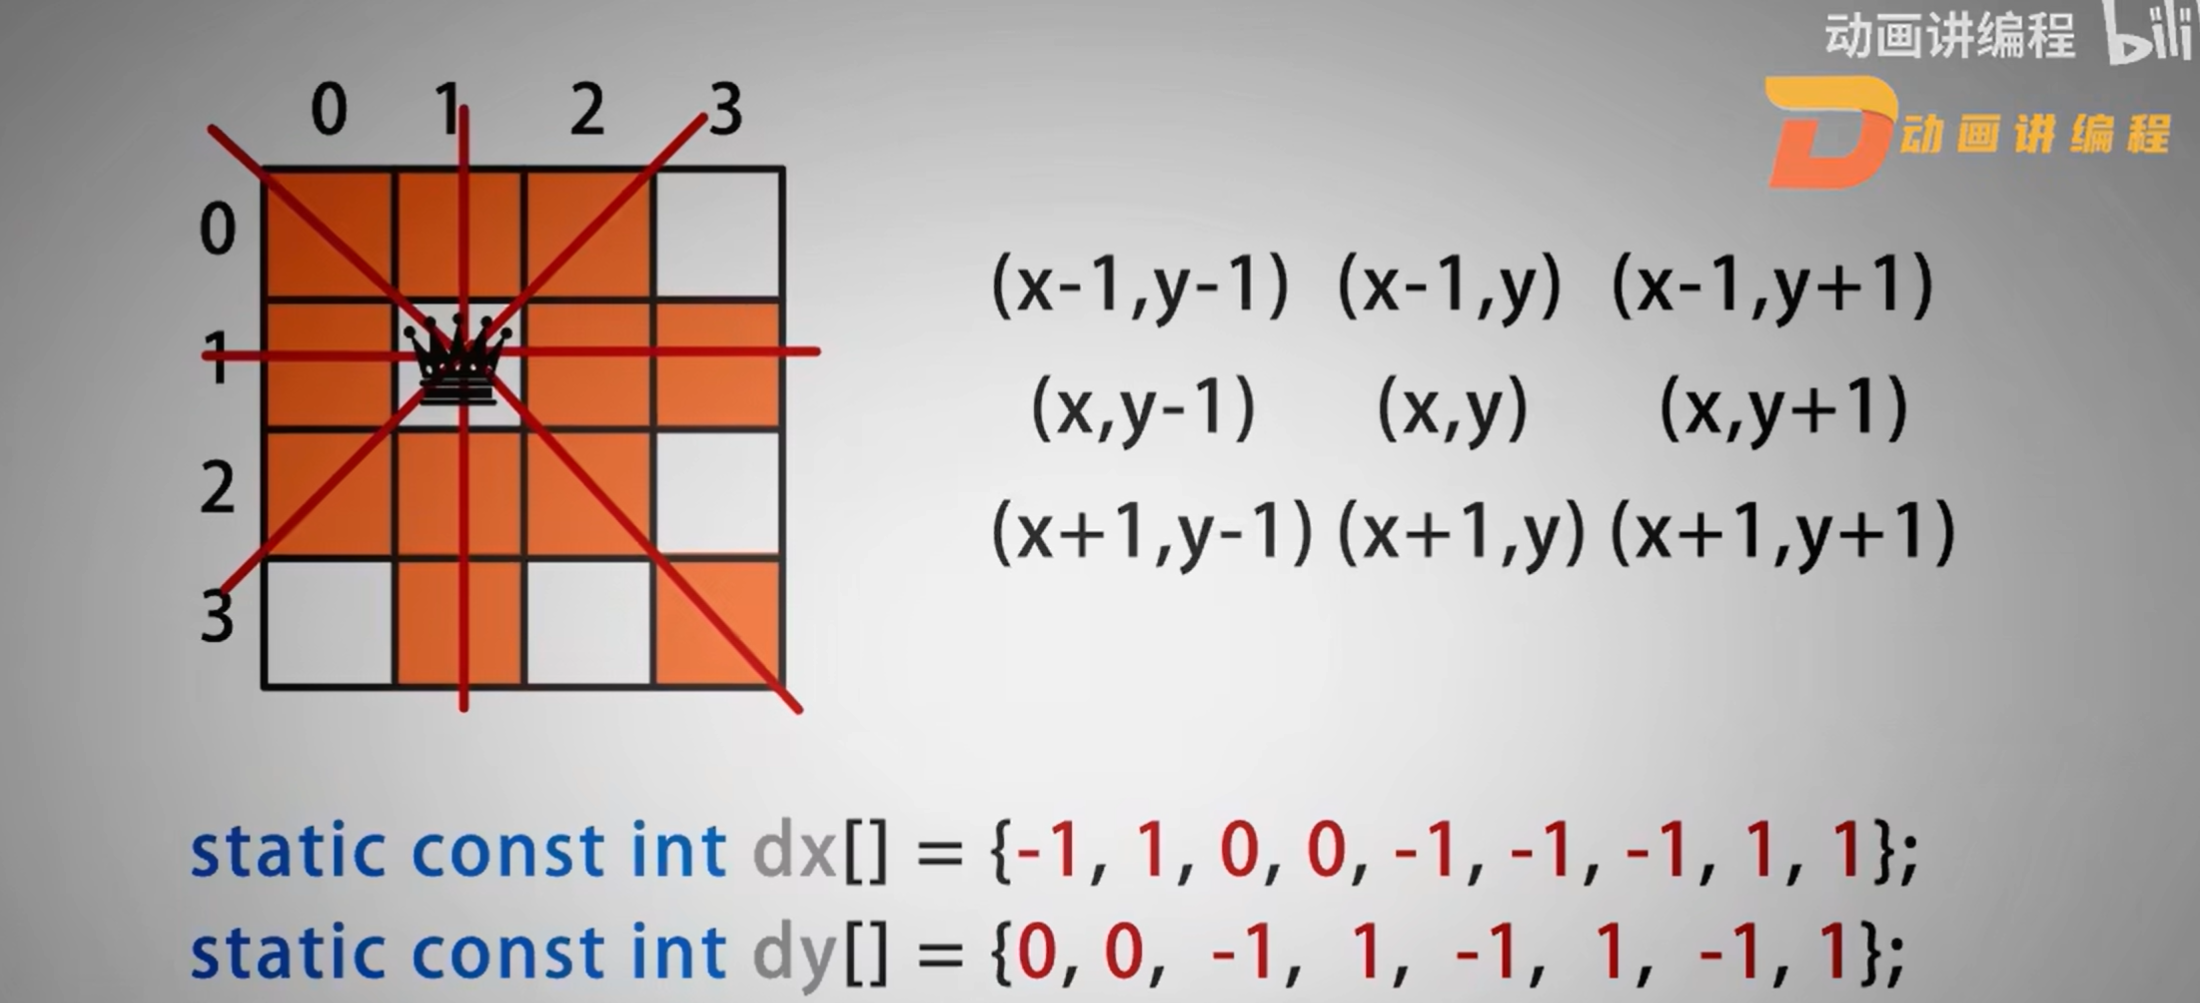 动画讲编程 bili
动画讲编程
0 1 2 3
0
1
2
3
(x-1,y-1) (x-1,y) (x-1,y+1)
(x,y-1) (x,y) (x,y+1)
(x+1,y-1) (x+1,y) (x+1,y+1)
static const int dx[] = {-1, 1, 0, 0, -1, -1, -1, 1, 1};
static const int dy[] = {0, 0, -1, 1, -1, 1, -1, 1};